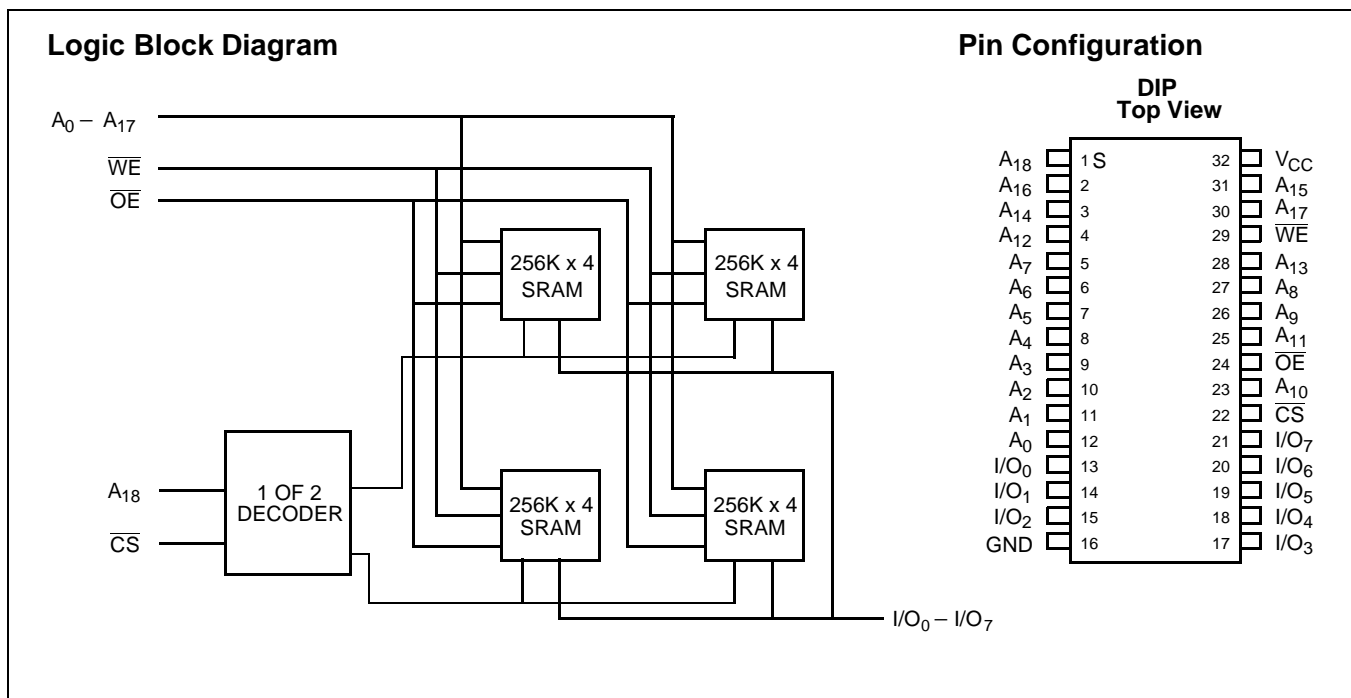 Logic Block Diagram
A0 – A17
WE
OE
256K x 4
SRAM
256K x 4
SRAM
1 OF 2
DECODER
A18
CS
256K x 4
SRAM
256K x 4
SRAM
I/O0 – I/O7
Pin Configuration
DIP
Top View
A18 1 S 32 VCC
A16 2 31 A15
A14 3 30 A17
A12 4 29 WE
A7 5 28 A13
A6 6 27 A8
A5 7 26 A9
A4 8 25 A11
A3 9 24 OE
A2 10 23 A10
A1 11 22 CS
A0 12 21 I/O7
I/O0 13 20 I/O6
I/O1 14 19 I/O5
I/O2 15 18 I/O4
GND 16 17 I/O3